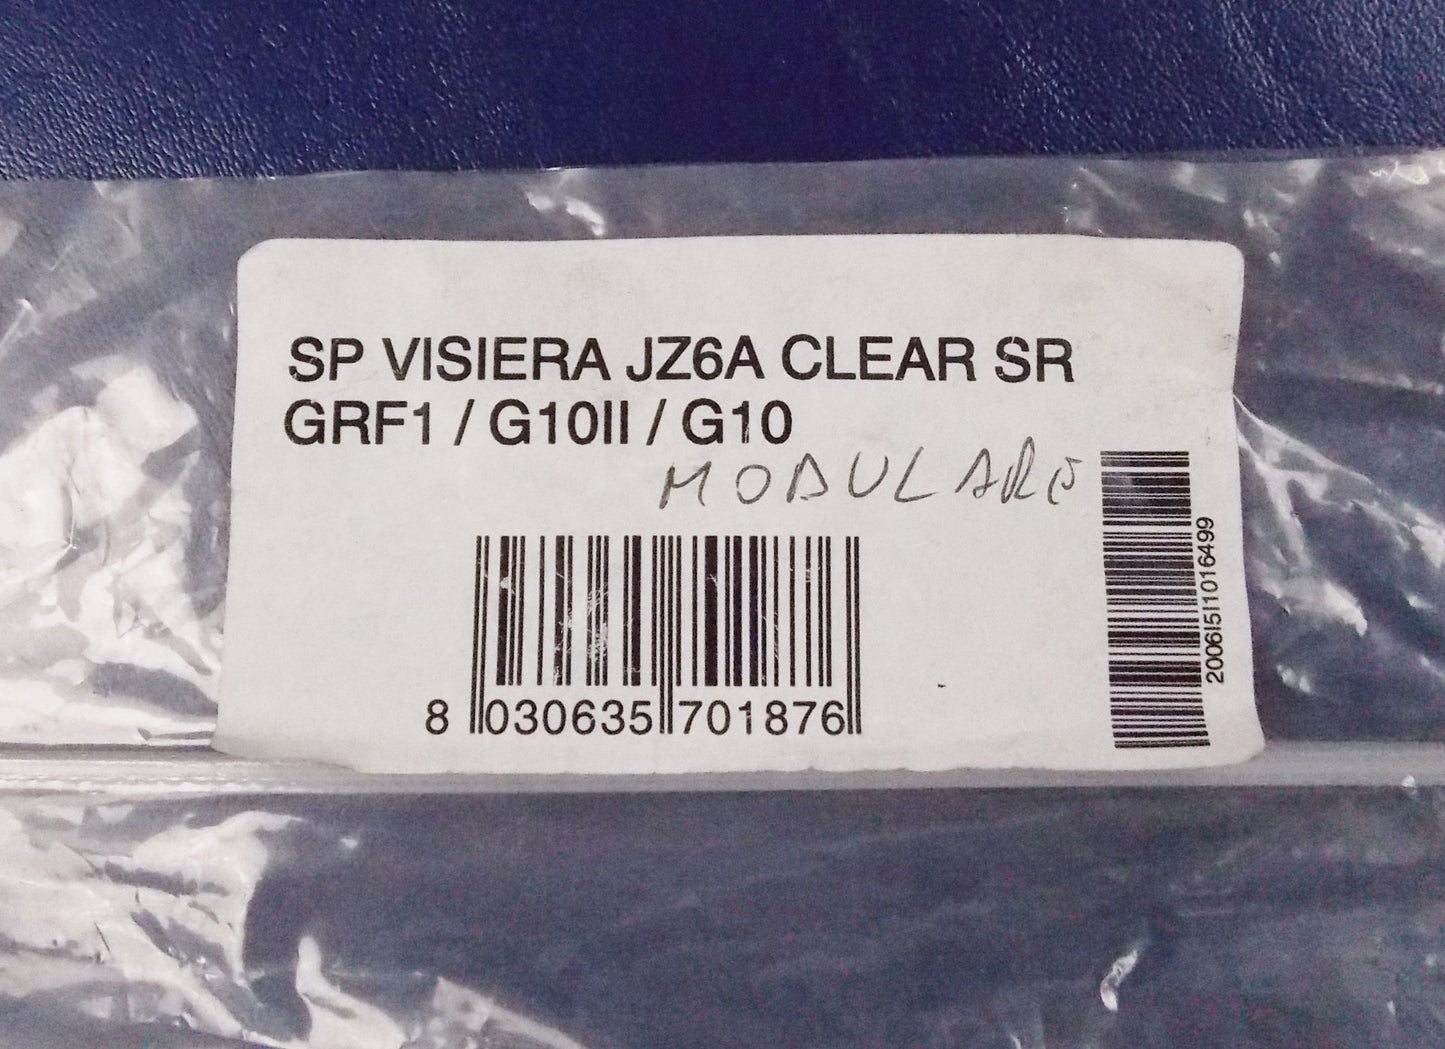 SP VISIERA JZ6A CLEAR SR
GRF1 / G10II / G10
MODULARE
8 030635 701876
2006I5I1016499